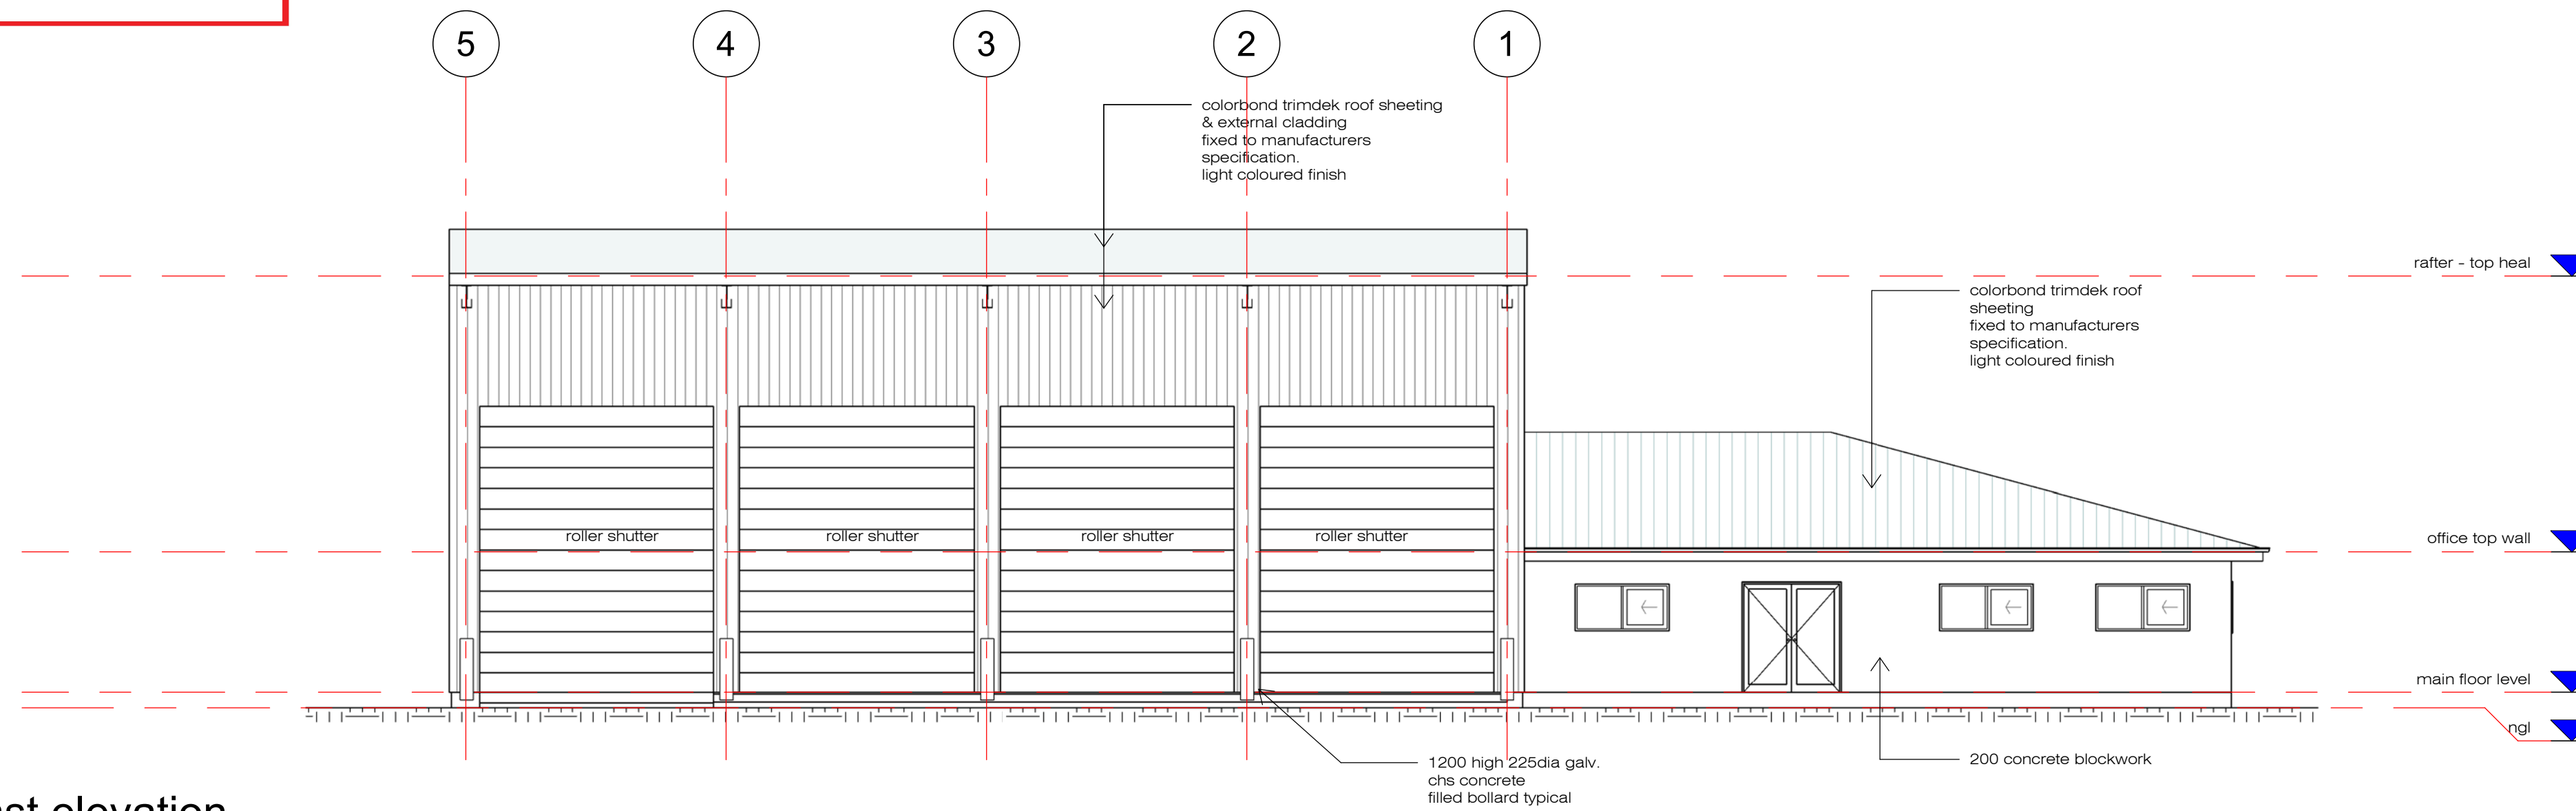 5
4
3
2
1
colorbond trimdek roof sheeting
& external cladding
fixed to manufacturers
specification.
light coloured finish
rafter - top heal
colorbond trimdek roof
sheeting
fixed to manufacturers
specification.
light coloured finish
roller shutter
roller shutter
roller shutter
roller shutter
office top wall
main floor level
ngl
1200 high 225dia galv.
chs concrete
filled bollard typical
200 concrete blockwork
elevation